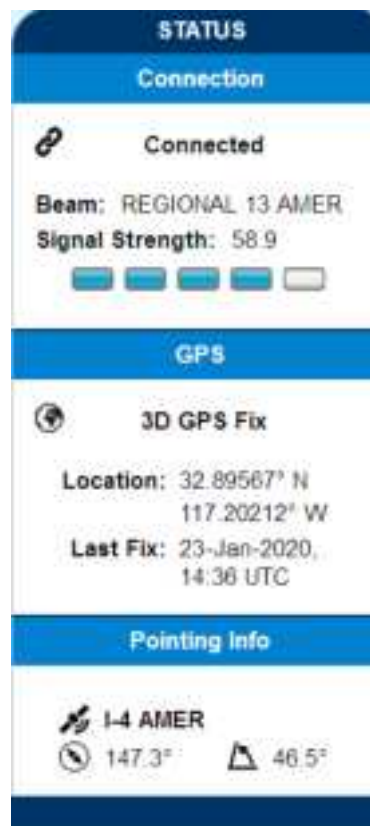 STATUS
Connection
Connected
Beam: REGIONAL 13 AMER
Signal Strength: 58.9
GPS
3D GPS Fix
Location: 32.89567° N
117.20212° W
Last Fix: 23-Jan-2020,
14:36 UTC
Pointing Info
I-4 AMER
147.3° 46.5°